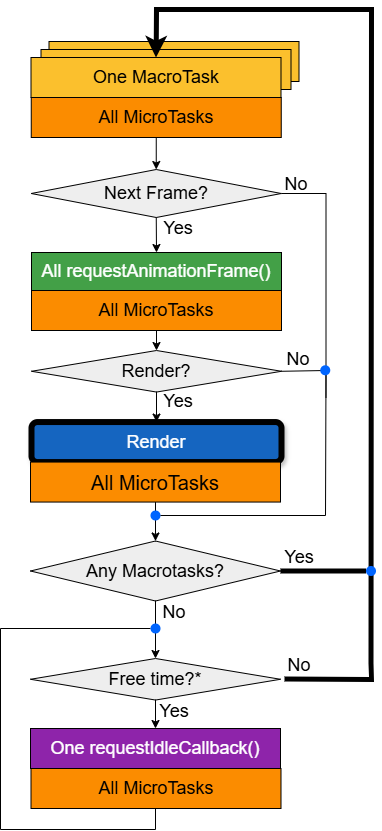 One MacroTask
All MicroTasks
Next Frame?
No
Yes
All requestAnimationFrame()
All MicroTasks
Render?
No
Yes
Render
All MicroTasks
Any Macrotasks?
Yes
No
Free time?*
No
Yes
One requestIdleCallback()
All MicroTasks